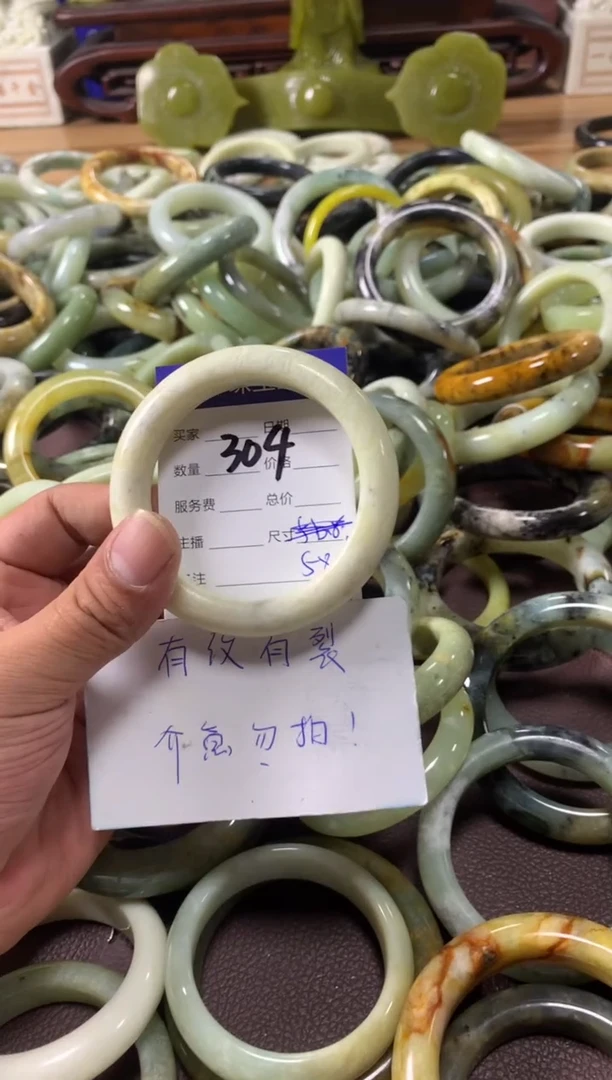 买家 日期
304
数量 价格
服务费 总价
主播 尺寸
注
有纹有裂
介意勿拍！